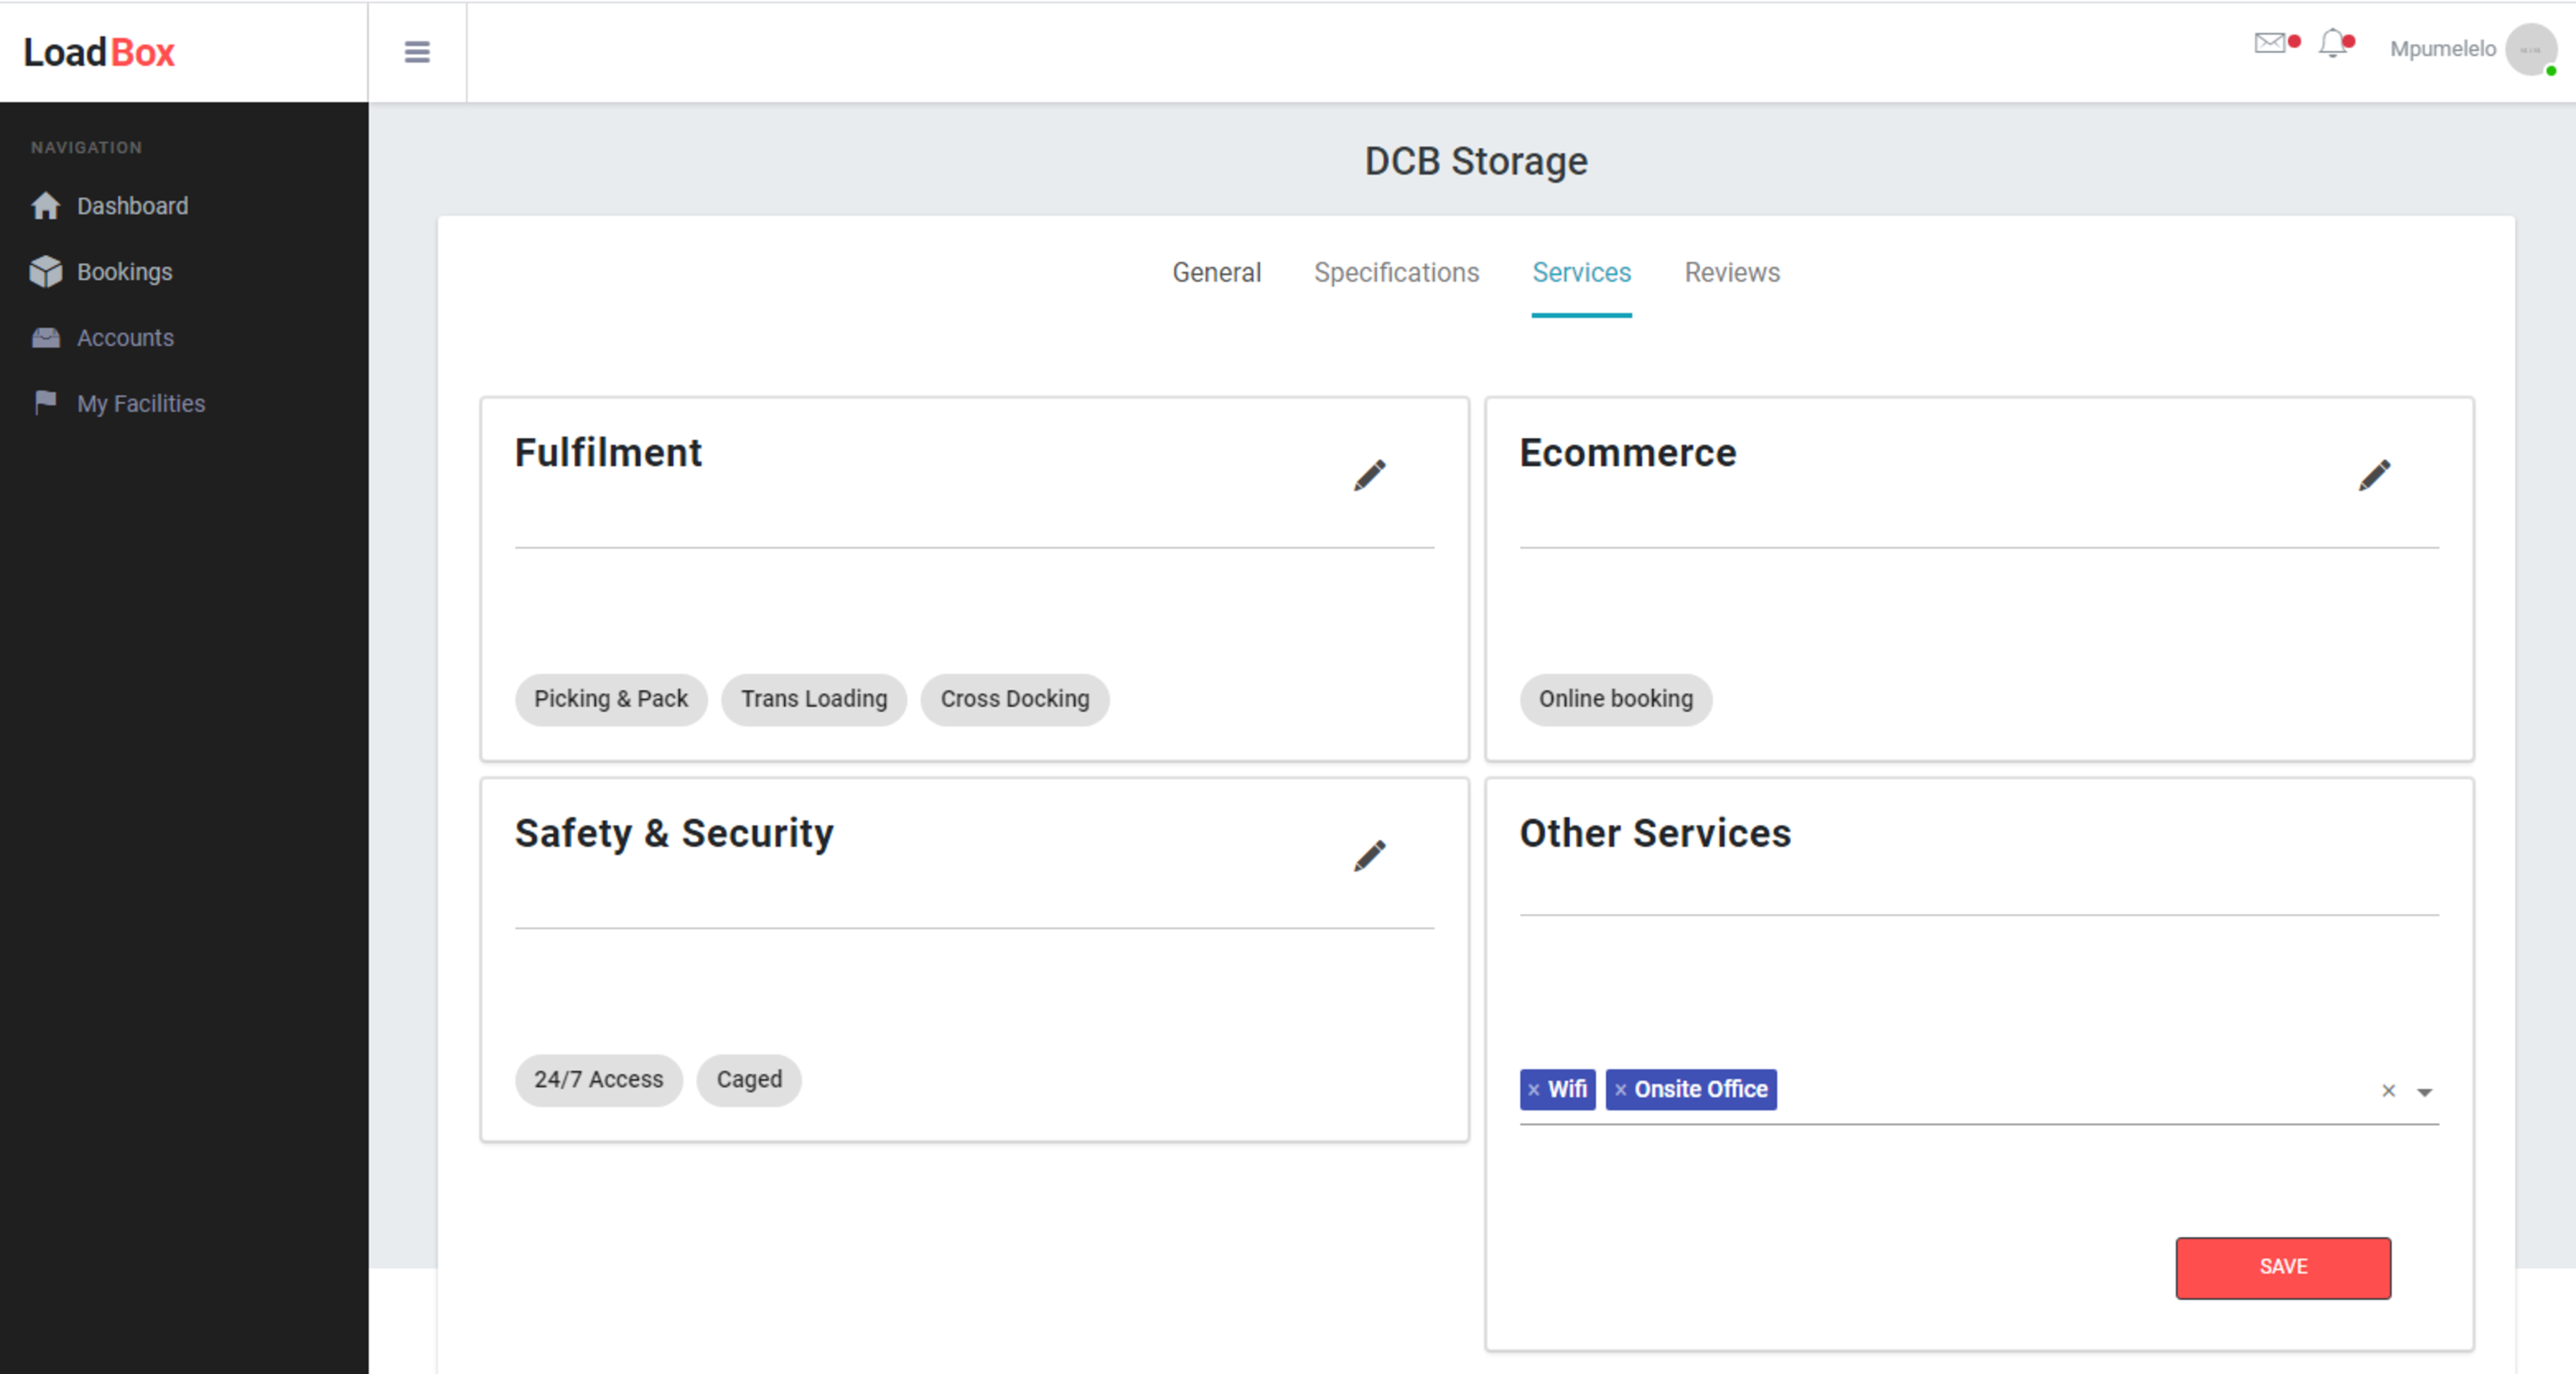 LoadBox
Mpumelelo
NAVIGATION
Dashboard
Bookings
Accounts
My Facilities
DCB Storage
General Specifications Services Reviews
Fulfilment
Picking & Pack Trans Loading Cross Docking
Ecommerce
Online booking
Safety & Security
24/7 Access Caged
Other Services
× Wifi × Onsite Office ×
SAVE